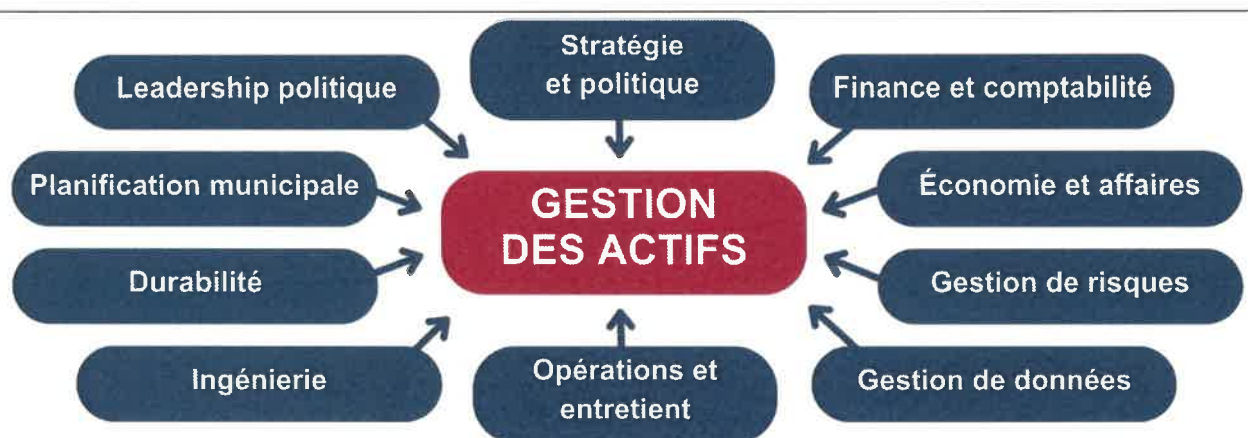 Stratégie
et politique
Leadership politique
Finance et comptabilité
Planification municipale
GESTION
DES ACTIFS
Économie et affaires
Durabilité
Gestion de risques
Ingénierie
Opérations et
entretient
Gestion de données